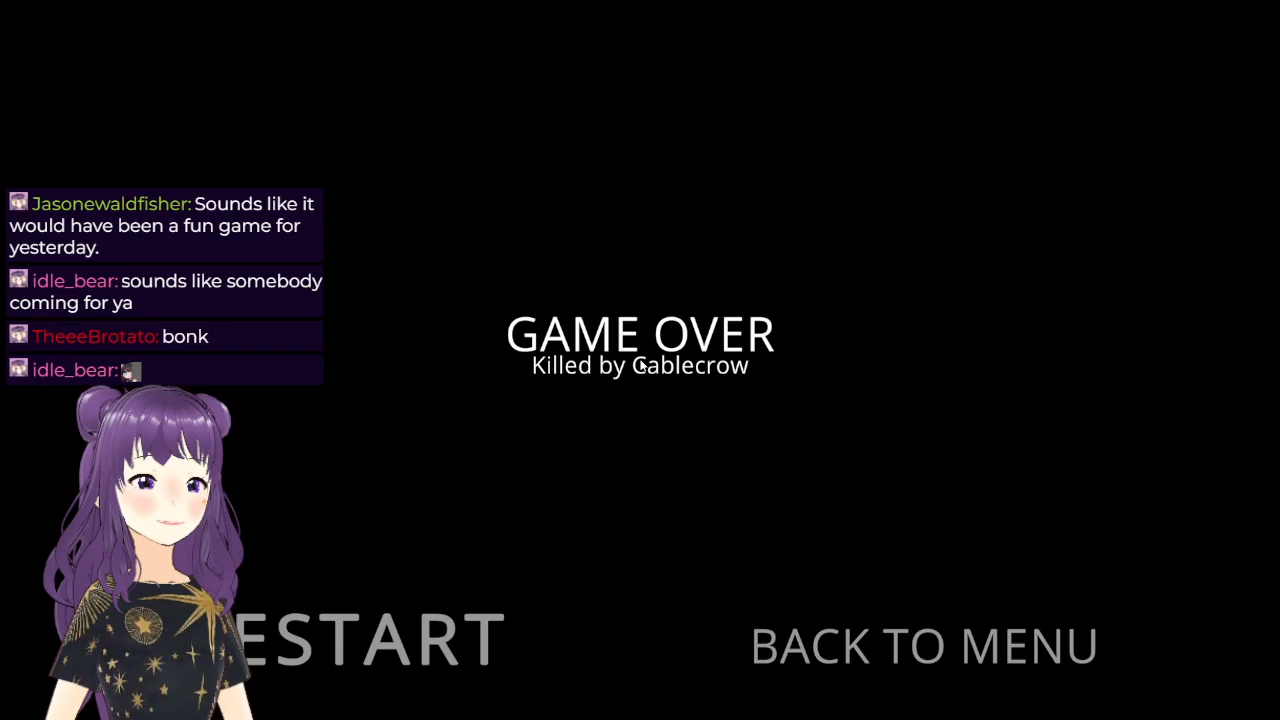 Jasonewaldfisher: Sounds like it
would have been a fun game for
yesterday.
idle_bear: sounds like somebody
coming for ya
TheeeBrotato: bonk
idle_bear:
GAME OVER
Killed by Gablecrow
ESTART
BACK TO MENU